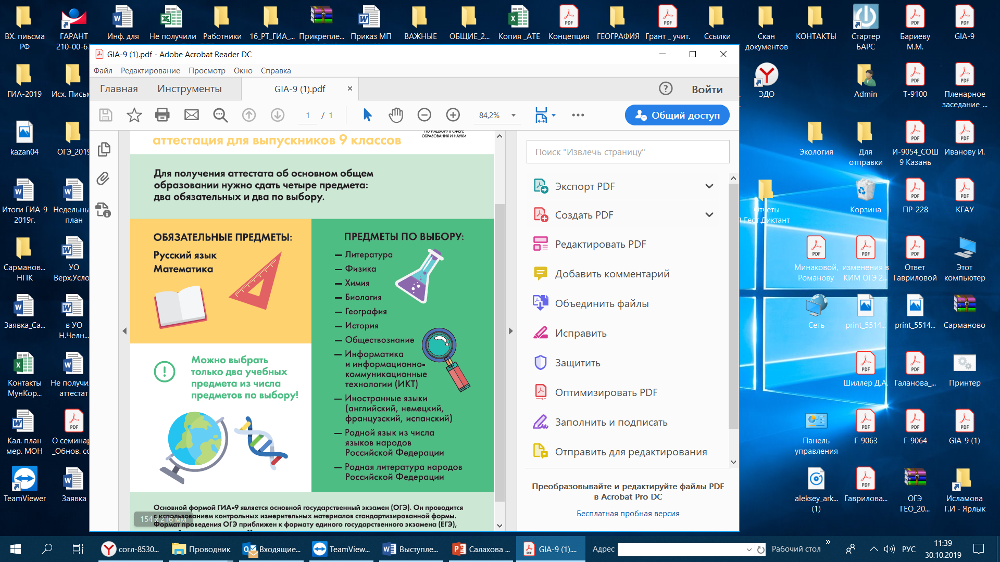 ВХ. письма
РФ
ГАРАНТ
210-00-67
Инф. для
Не получили
Работники
16_РТ_ГИА_...
Прикрепле...
Приказ МП
ВАЖНЫЕ
ОБЩИЕ_2...
Копия _АТЕ
Концепция
ГЕОГРАФИЯ
Грант _ учит.
Ссылки
Скан
документов
КОНТАКТЫ
Стартер
БАРС
Бариеву
М.М.
GIA-9
GIA-9 (1).pdf - Adobe Acrobat Reader DC
Файл Редактирование Просмотр Окно Справка
Главная Инструменты GIA-9 (1).pdf × Войти
1 / 1 84,2% Общий доступ
ГИА-2019
Исх. Письм
ЭДО
Admin
Т-9100
Пленарное
заседание_...
kazan04
ОГЭ_2019
Экология
Для
отправки
И-9054_СОШ
9 Казань
Иванову И.
Итоги ГИА-9
2019г.
Недельны
план
Отчеты
Геог.Диктант
Корзина
ПР-228
КГАУ
Сарманов...
НПК
УО
Верх.Усло
Минаковой,
Романову
изменения в
КИМ ОГЭ 2...
Ответ
Гавриловой
Этот
компьютер
Заявка_Са...
в УО
Н.Челн...
Сеть
print_5514...
print_5514...
Сарманово
Контакты
МунКор...
Не получил
аттестат
Шиллер Д.А.
Галанова_...
Принтер
Кал. план
мер. МОН
О семинар
_Обнов. со
Панель
управления
Г-9063
Г-9064
GIA-9 (1)
TeamViewer
Заявка
aleksey_ark...
(1)
Гаврилова...
ОГЭ
ГЕО_20...
Исламова
Г.И - Ярлык
аттестация для выпускников 9 классов
ПО НАДЗОРУ В СФЕРЕ
ОБРАЗОВАНИЯ И НАУКИ
Для получения аттестата об основном общем
образовании нужно сдать четыре предмета:
два обязательных и два по выбору.
ОБЯЗАТЕЛЬНЫЕ ПРЕДМЕТЫ:
Русский язык
Математика
Можно выбрать
только два учебных
предмета из числа
предметов по выбору!
ПРЕДМЕТЫ ПО ВЫБОРУ:
— Литература
— Физика
— Химия
— Биология
— География
— История
— Обществознание
— Информатика
и информационно-
коммуникационные
технологии (ИКТ)
— Иностранные языки
(английский, немецкий,
французский, испанский)
— Родной язык из числа
языков народов
Российской Федерации
— Родная литература народов
Российской Федерации
Основной формой ГИА-9 является основной государственный экзамен (ОГЭ). Он проводится
с использованием контрольных измерительных материалов стандартизированной формы.
Формат проведения ОГЭ приближен к формату единого государственного экзамена (ЕГЭ),
154 x 216 мм
Поиск "Извлечь страницу"
Экспорт PDF
Создать PDF
Редактировать PDF
Добавить комментарий
Объединить файлы
Исправить
Защитить
Оптимизировать PDF
Заполнить и подписать
Отправить для редактирования
Преобразовывайте и редактируйте файлы PDF
в Acrobat Pro DC
Бесплатная пробная версия
согл-8530... Проводник Входящие... TeamView... Выступле... Салахова ... GIA-9 (1).... Адрес Рабочий стол » РУС 11:39
30.10.2019